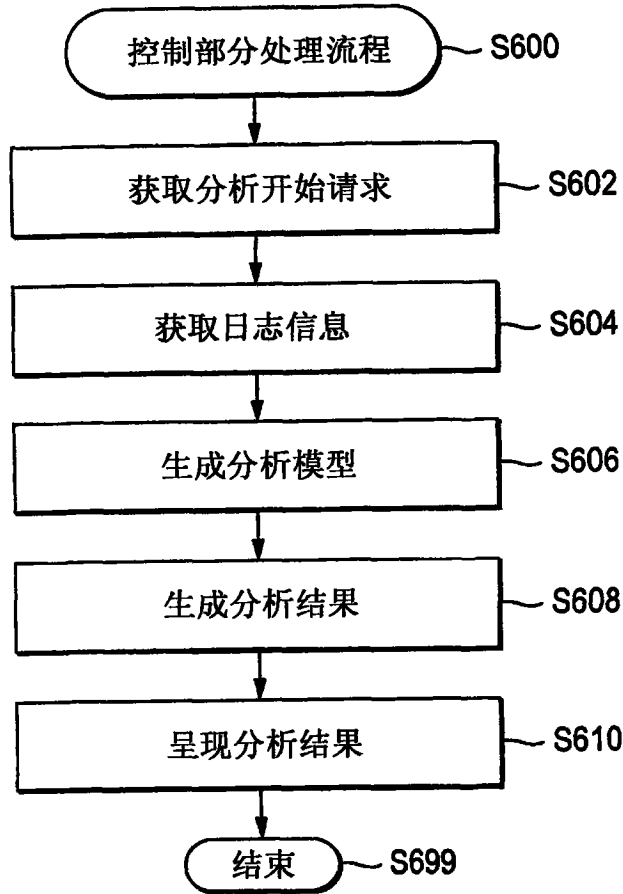 控制部分处理流程
S600
获取分析开始请求
S602
获取日志信息
S604
生成分析模型
S606
生成分析结果
S608
呈现分析结果
S610
结束
S699